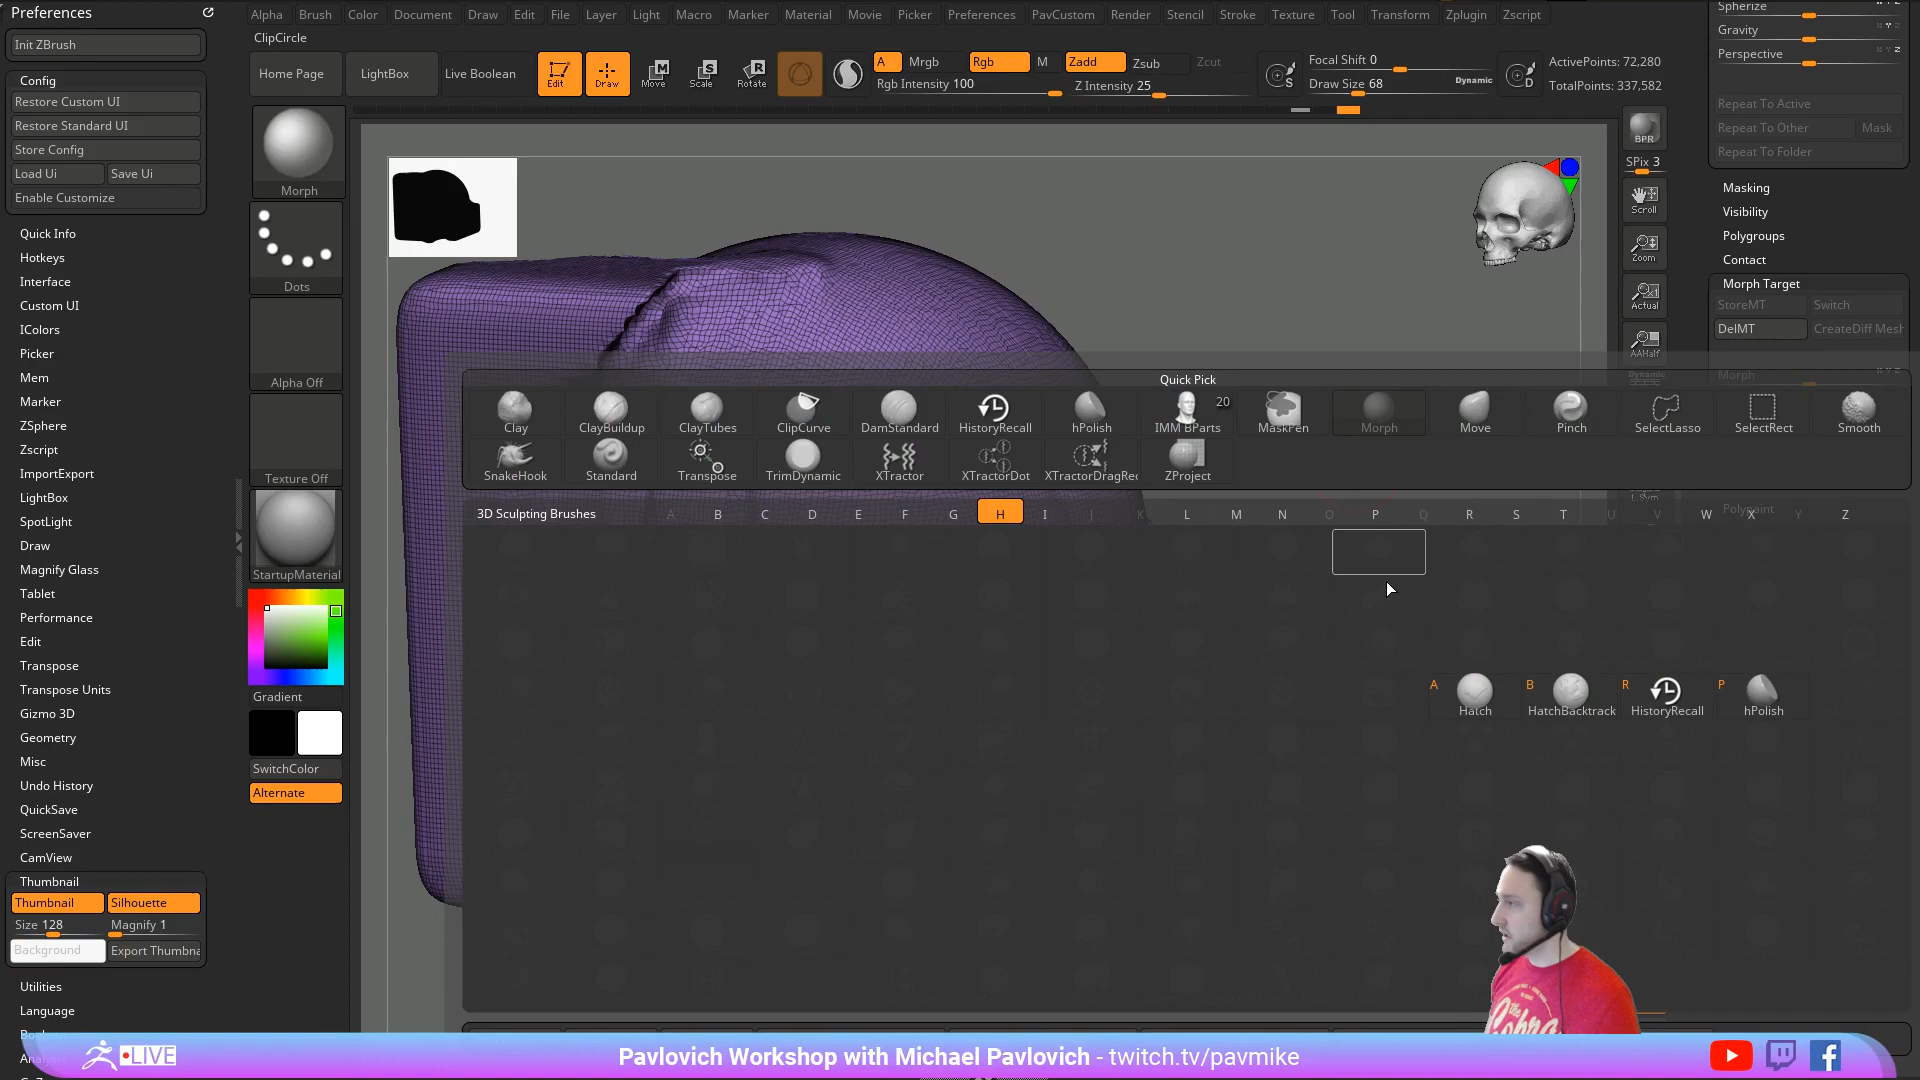 Preferences
Init ZBrush
Config
Restore Custom UI
Restore Standard UI
Store Config
Load Ui Save Ui
Enable Customize
Quick Info
Hotkeys
Interface
Custom UI
IColors
Picker
Mem
Marker
ZSphere
Zscript
ImportExport
LightBox
SpotLight
Draw
Magnify Glass
Tablet
Performance
Edit
Transpose
Transpose Units
Gizmo 3D
Geometry
Misc
Undo History
QuickSave
ScreenSaver
CamView
Thumbnail
Thumbnail Silhouette
Size 128 Magnify 1
Background Export Thumbna
Utilities
Language
Alpha Brush Color Document Draw Edit File Layer Light Macro Marker Material Movie Picker Preferences PavCustom Render Stencil Stroke Texture Tool Transform Zplugin Zscript
ClipCircle
Home Page LightBox Live Boolean Edit Draw Move Scale Rotate
A Mrgb Rgb M Zadd Zsub Zcut
Rgb Intensity 100 Z Intensity 25
Focal Shift 0
Draw Size 68 Dynamic
S D
ActivePoints: 72,280
TotalPoints: 337,582
Morph
Dots
Alpha Off
Texture Off
StartupMaterial
Gradient
SwitchColor
Alternate
BPR
SPix 3
Scroll
Zoom
Actual
AAHalf
Dynamic
L.Sym
Spherize
Gravity
Perspective
Repeat To Active
Repeat To Other Mask
Repeat To Folder
Masking
Visibility
Polygroups
Contact
Morph Target
StoreMT Switch
DelMT CreateDiff Mesh
Morph
Polypaint
Quick Pick
Clay ClayBuildup ClayTubes ClipCurve DamStandard HistoryRecall hPolish IMM BParts 20 MaskPen Morph Move Pinch SelectLasso SelectRect Smooth
SnakeHook Standard Transpose TrimDynamic XTractor XTractorDot XTractorDragRec ZProject
3D Sculpting Brushes A B C D E F G H I J K L M N O P Q R S T U V W X Y Z
A Hatch B HatchBacktrack R HistoryRecall P hPolish
LIVE
Pavlovich Workshop with Michael Pavlovich - twitch.tv/pavmike